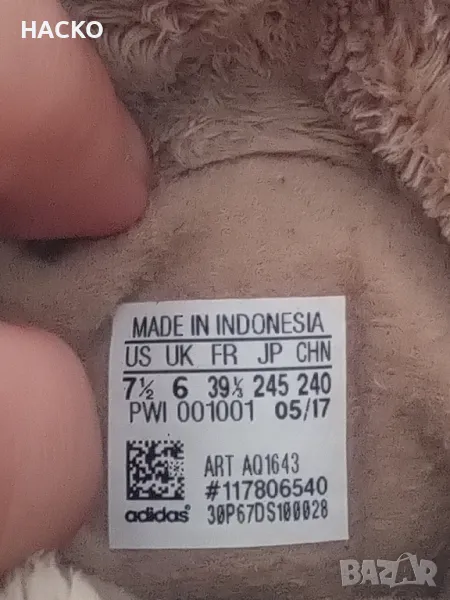 HACKO
MADE IN INDONESIA
US UK FR JP CHN
7½ 6 39⅓ 245 240
PWI 001001 05/17
ART AQ1643
#117806540
adidas® 30P67DS100028
BAZAR